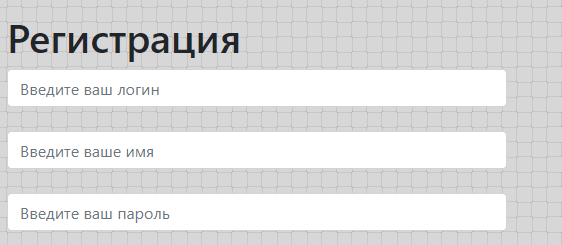 Регистрация
Введите ваш логин
Введите ваше имя
Введите ваш пароль